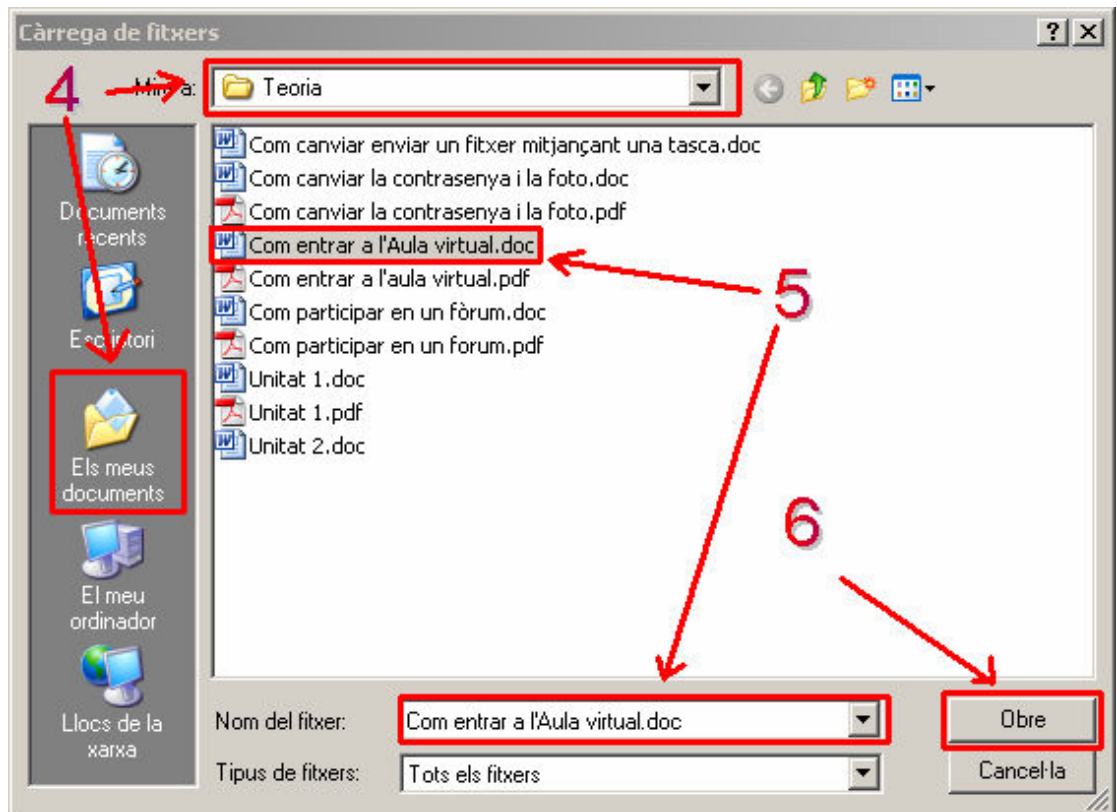 Càrrega de fitxers
4
Teoria
Com canviar enviar un fitxer mitjançant una tasca.doc
Com canviar la contrasenya i la foto.doc
Com canviar la contrasenya i la foto.pdf
Com entrar a l'Aula virtual.doc
Com entrar a l'aula virtual.pdf
Com participar en un fòrum.doc
Com participar en un forum.pdf
Unitat 1.doc
Unitat 1.pdf
Unitat 2.doc
Documents
recents
Escriptori
Els meus
documents
El meu
ordinador
Llocs de la
xarxa
5
6
Nom del fitxer:
Com entrar a l'Aula virtual.doc
Obre
Tipus de fitxers:
Tots els fitxers
Cancel·la